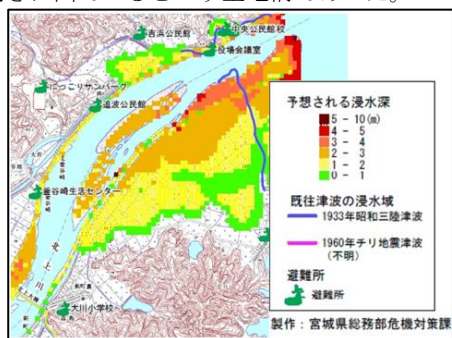 吉浜公民館
中央公民館校
役場会議室
にっこりサンパーク
追波公民館
釜谷崎生活センター
北上川
大川小学校
予想される浸水深
5 - 10(m)
4 - 5
3 - 4
2 - 3
1 - 2
0 - 1
既往津波の浸水域
1933年昭和三陸津波
1960年チリ地震津波
(不明)
避難所
避難所
製作：宮城県総務部危機対策課